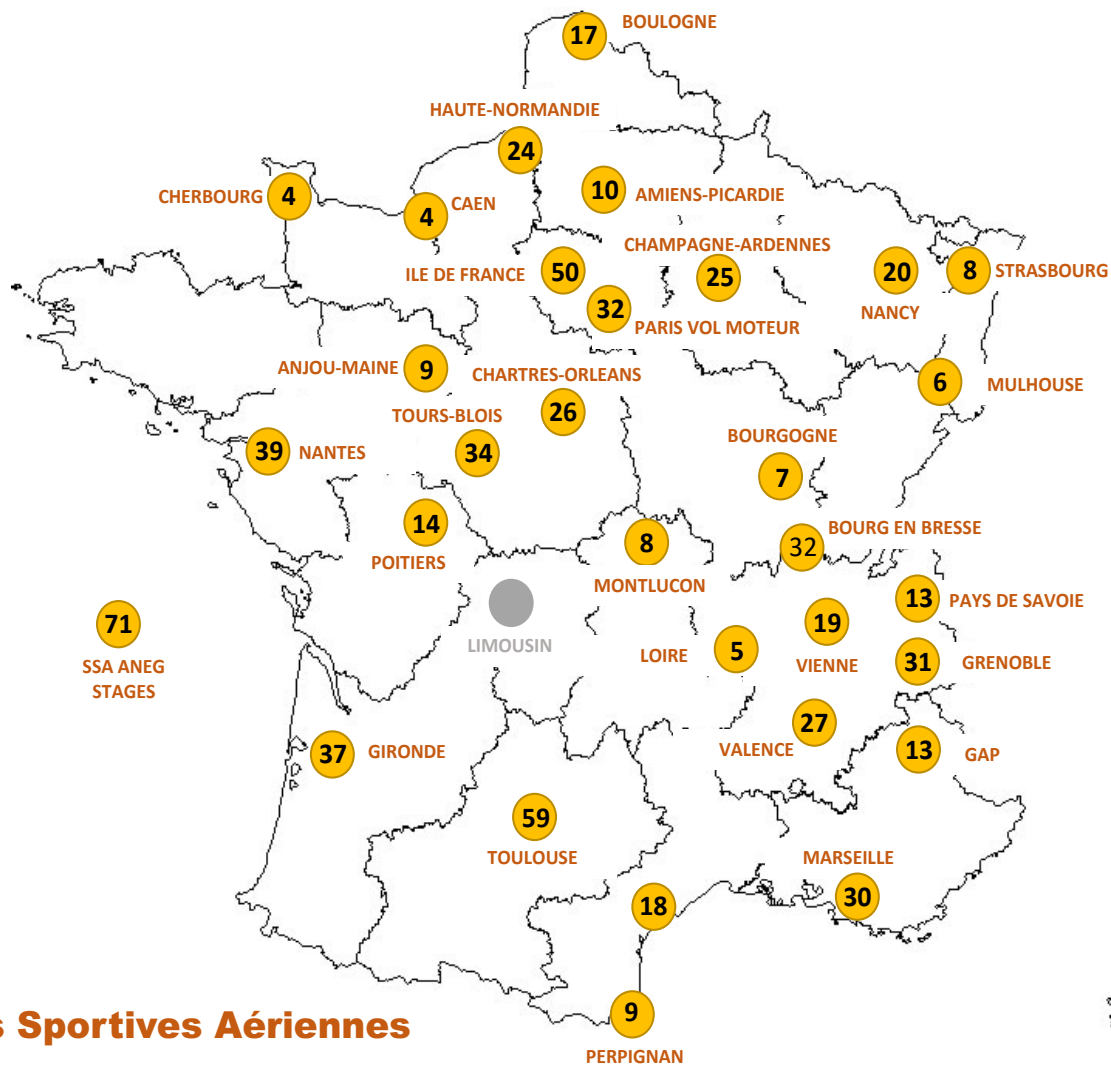 BOULOGNE
17
HAUTE-NORMANDIE
24
CHERBOURG
4
4
CAEN
10
AMIENS-PICARDIE
CHAMPAGNE-ARDENNES
ILE DE FRANCE
50
25
20
8
STRASBOURG
32
PARIS VOL MOTEUR
NANCY
ANJOU-MAINE
9
CHARTRES-ORLEANS
6
MULHOUSE
TOURS-BLOIS
26
BOURGOGNE
39
NANTES
34
7
14
POITIERS
8
MONTLUCON
BOURG EN BRESSE
32
13
PAYS DE SAVOIE
71
SSA ANEG
STAGES
LIMOUSIN
LOIRE
5
19
VIENNE
31
GRENOBLE
27
VALENCE
37
GIRONDE
13
GAP
59
TOULOUSE
MARSEILLE
30
18
9
PERPIGNAN
s Sportives Aériennes